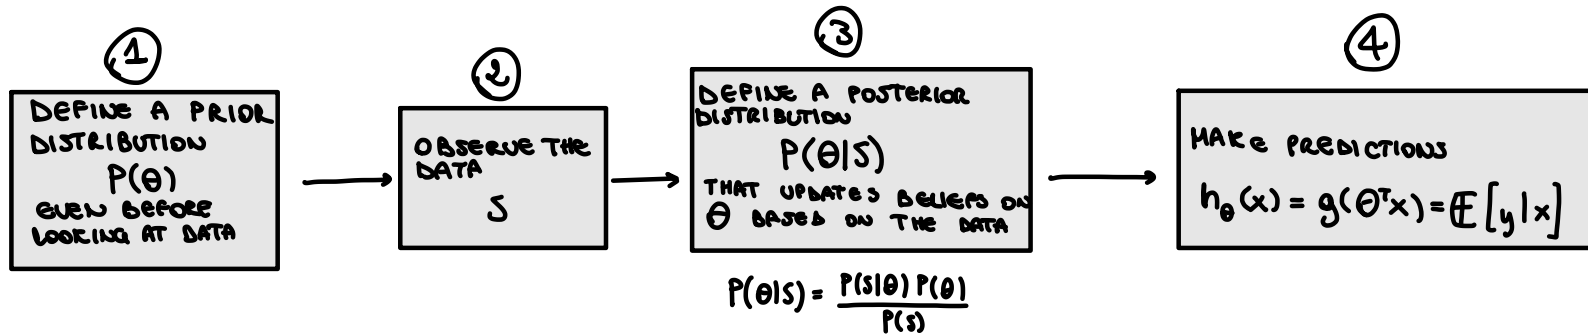 1
DEFINE A PRIOR
DISTRIBUTION
P(θ)
EVEN BEFORE
LOOKING AT DATA
2
OBSERVE THE
DATA
S
3
DEFINE A POSTERIOR
DISTRIBUTION
P(θ|S)
THAT UPDATES BELIEFS ON
θ BASED ON THE DATA
P(θ|S) = P(S|θ) P(θ) / P(S)
4
MAKE PREDICTIONS
h_θ(x) = g(θᵀx) = E[y|x]